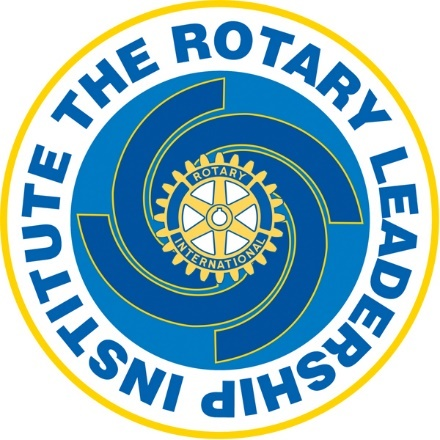 THE ROTARY LEADERSHIP INSTITUTE
ROTARY
INTERNATIONAL